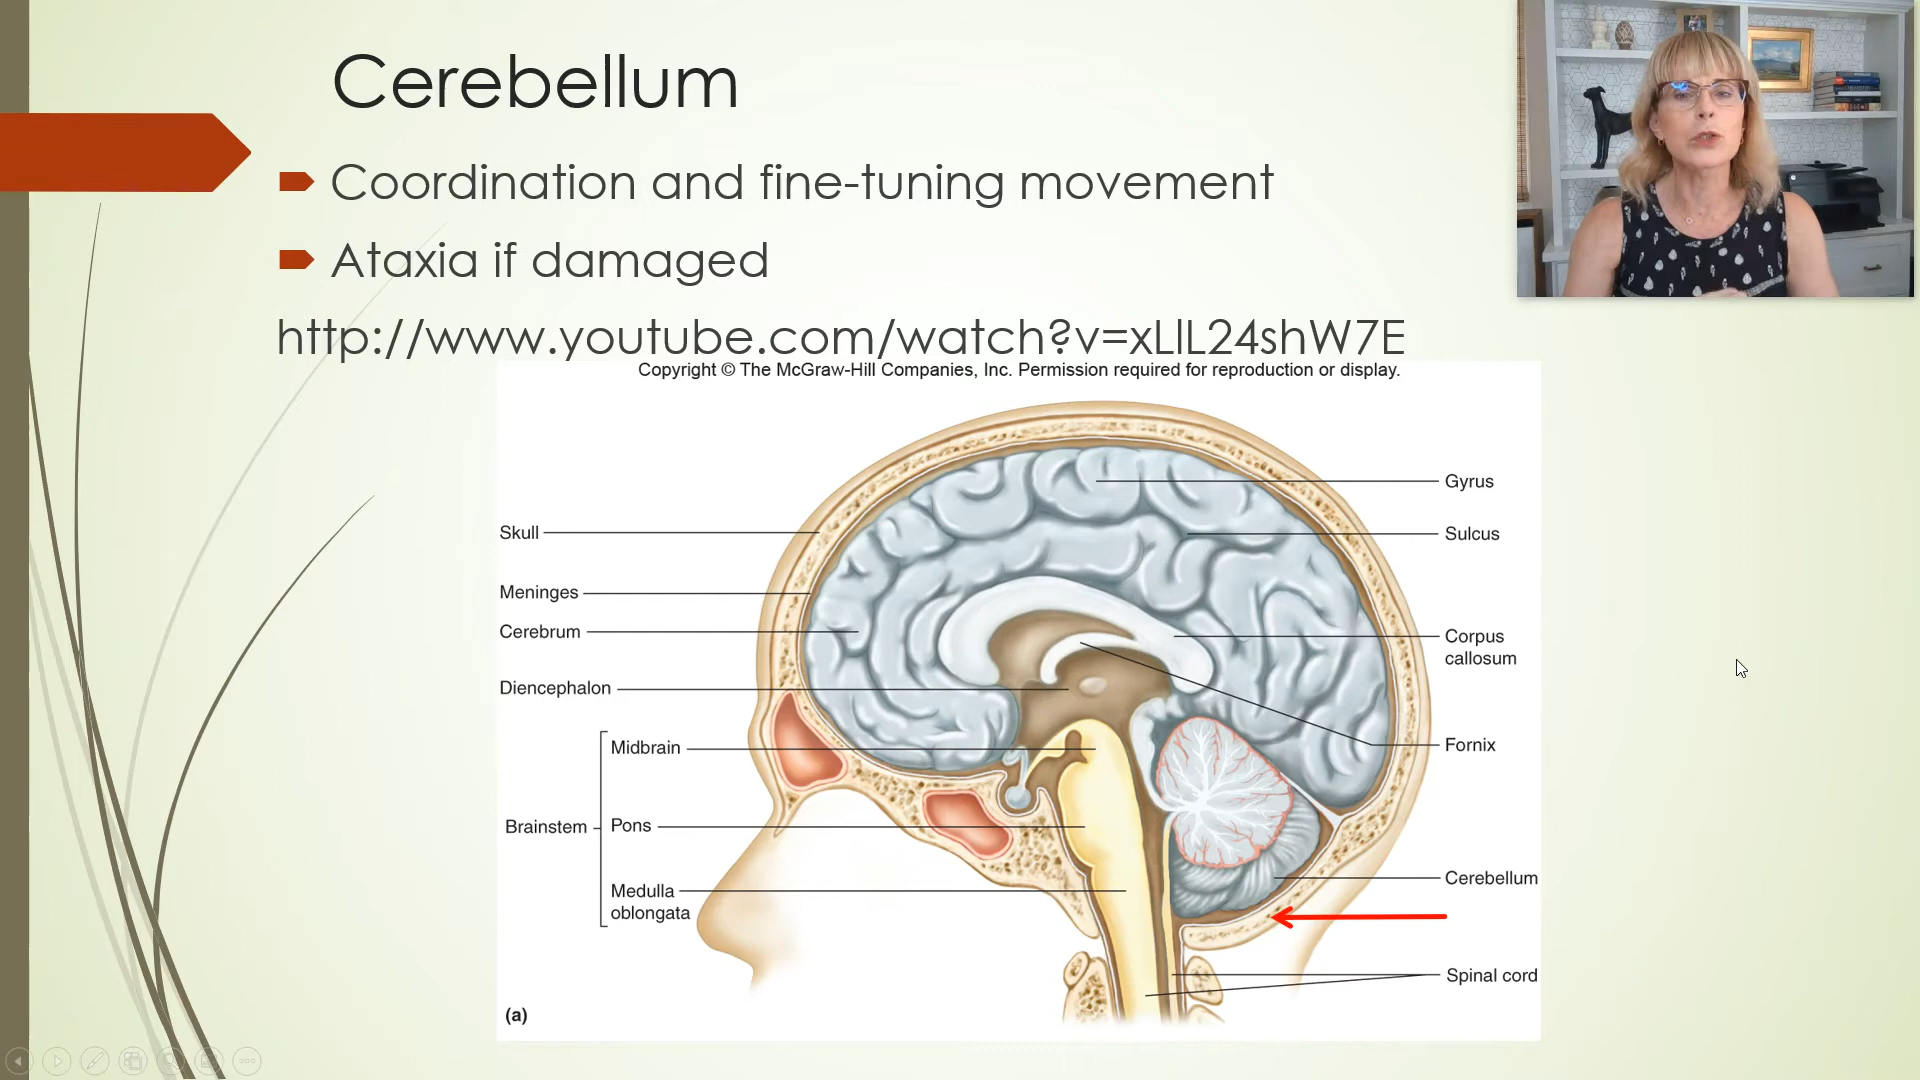 Cerebellum
Coordination and fine-tuning movement
Ataxia if damaged
http://www.youtube.com/watch?v=xLlL24shW7E
Copyright © The McGraw-Hill Companies, Inc. Permission required for reproduction or display.
Skull
Meninges
Cerebrum
Diencephalon
Brainstem
Midbrain
Pons
Medulla
oblongata
Gyrus
Sulcus
Corpus
callosum
Fornix
Cerebellum
Spinal cord
(a)